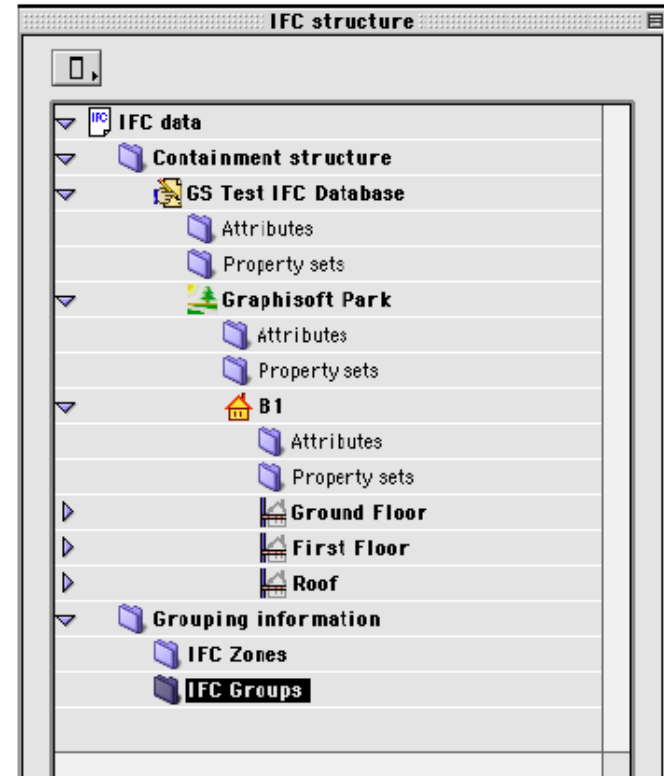 IFC structure
IFC IFC data
Containment structure
GS Test IFC Database
Attributes
Property sets
Graphisoft Park
Attributes
Property sets
B1
Attributes
Property sets
Ground Floor
First Floor
Roof
Grouping information
IFC Zones
IFC Groups